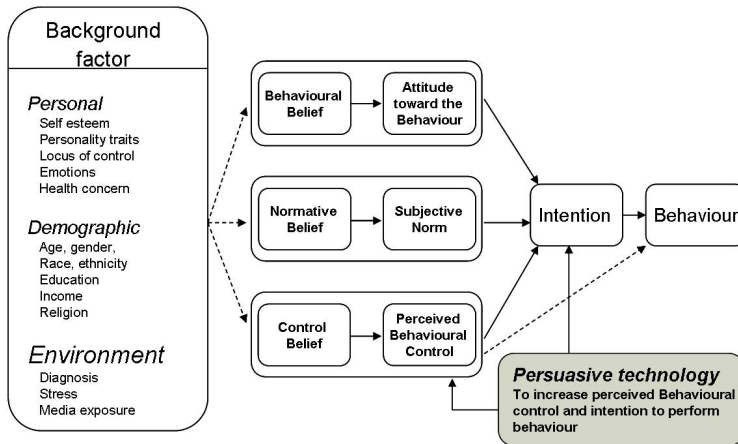 Background
factor
Personal
Self esteem
Personality traits
Locus of control
Emotions
Health concern
Demographic
Age, gender,
Race, ethnicity
Education
Income
Religion
Environment
Diagnosis
Stress
Media exposure
Behavioural
Belief
Attitude
toward the
Behaviour
Normative
Belief
Subjective
Norm
Control
Belief
Perceived
Behavioural
Control
Intention
Behaviour
Persuasive technology
To increase perceived Behavioural
control and intention to perform
behaviour